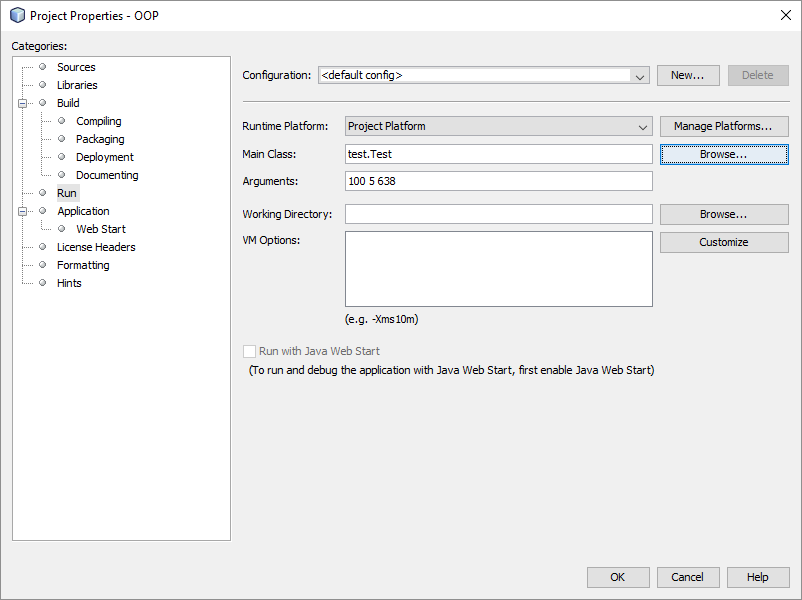 Project Properties - OOP
Categories:
Sources
Libraries
Build
Compiling
Packaging
Deployment
Documenting
Run
Application
Web Start
License Headers
Formatting
Hints
Configuration: <default config> New... Delete
Runtime Platform: Project Platform Manage Platforms...
Main Class: test.Test Browse...
Arguments: 100 5 638
Working Directory: Browse...
VM Options: Customize
(e.g. -Xms10m)
Run with Java Web Start
(To run and debug the application with Java Web Start, first enable Java Web Start)
OK Cancel Help